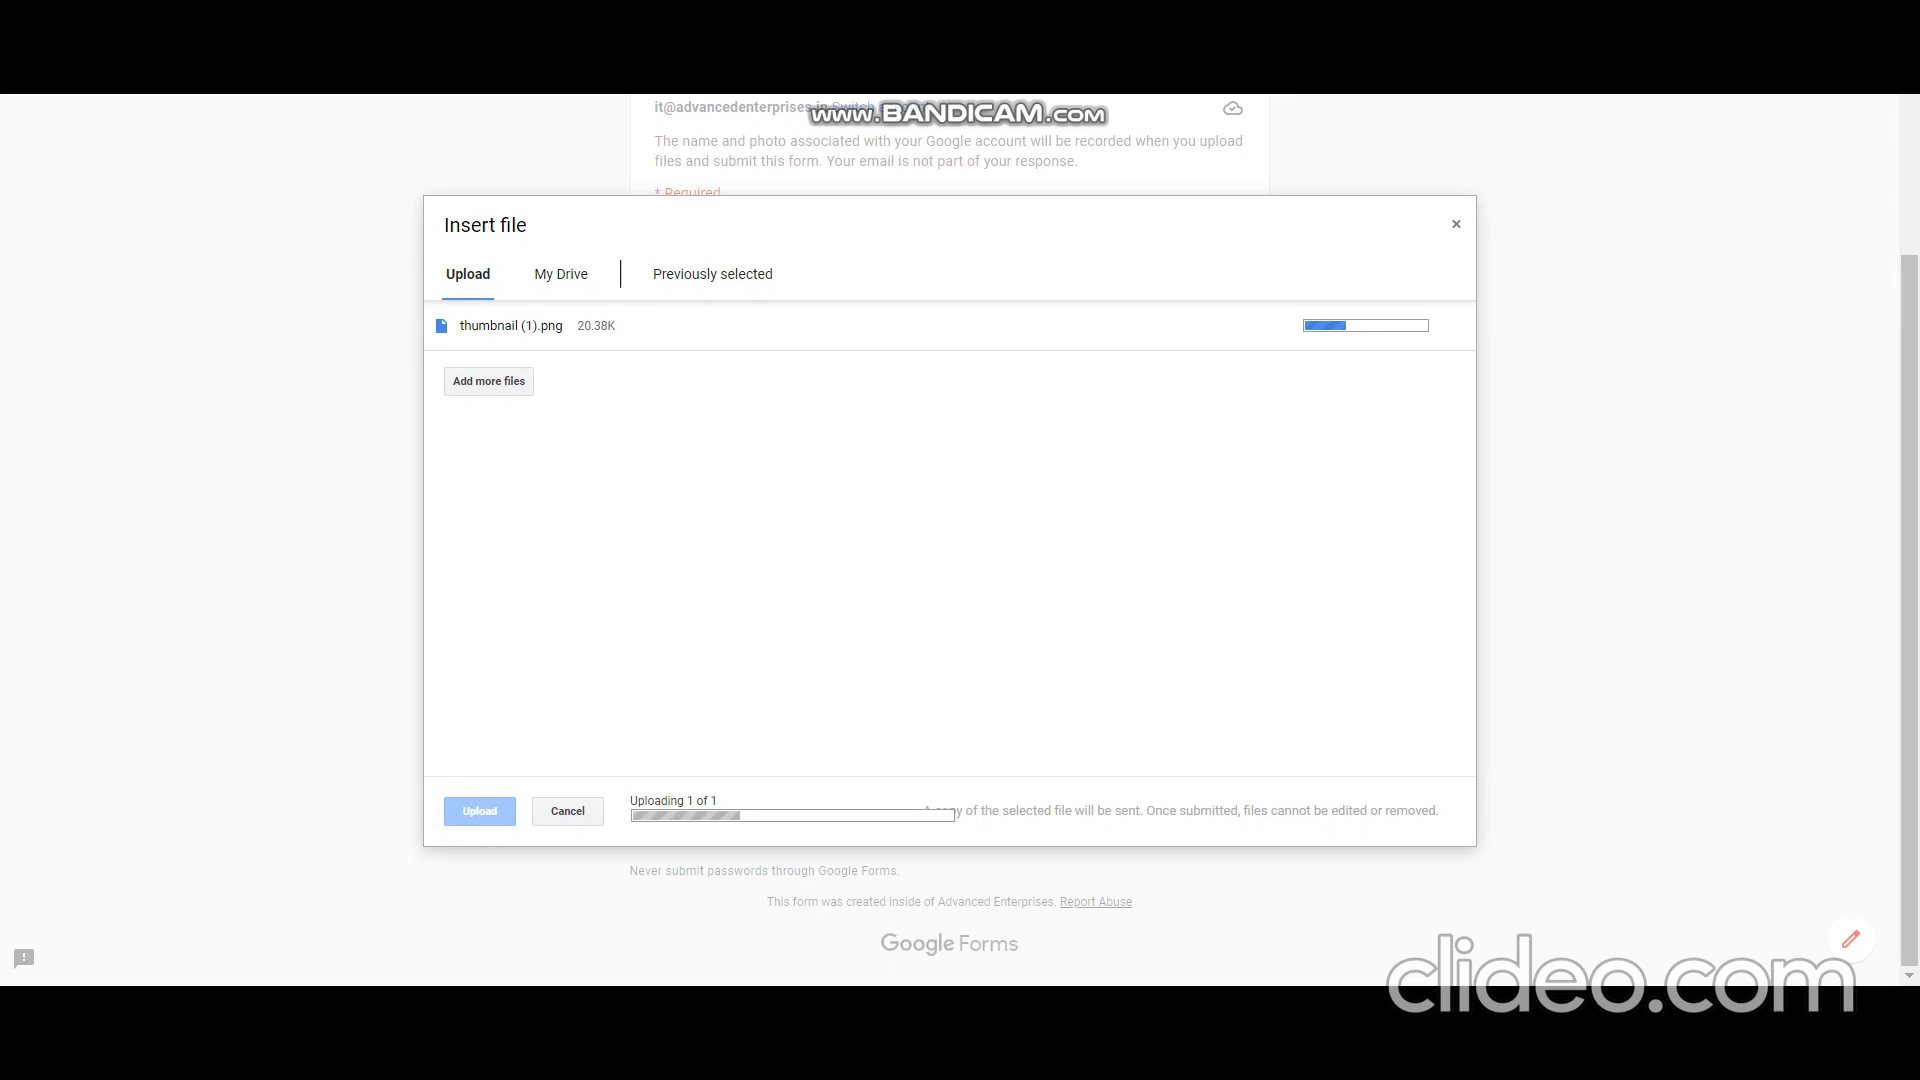 it@advancedenterprises.in Switch
www.BANDICAM.com
The name and photo associated with your Google account will be recorded when you upload
files and submit this form. Your email is not part of your response.
* Required
Insert file
×
Upload My Drive Previously selected
thumbnail (1).png 20.38K
Add more files
Upload Cancel
Uploading 1 of 1
copy of the selected file will be sent. Once submitted, files cannot be edited or removed.
Never submit passwords through Google Forms.
This form was created inside of Advanced Enterprises. Report Abuse
Google Forms
clideo.com